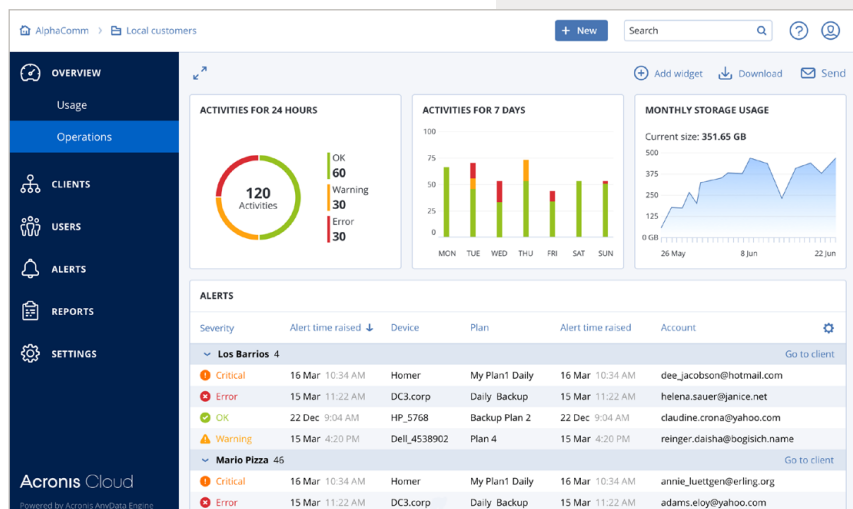 AlphaComm > Local customers
+ New
Search
?
OVERVIEW
Usage
Operations
CLIENTS
USERS
ALERTS
REPORTS
SETTINGS
Acronis Cloud
Powered by Acronis AnyData Engine
Add widget
Download
Send
ACTIVITIES FOR 24 HOURS
120
Activities
OK
60
Warning
30
Error
30
ACTIVITIES FOR 7 DAYS
100
75
50
25
0
MON TUE WED THU FRI SAT SUN
MONTHLY STORAGE USAGE
Current size: 351.65 GB
500
375
250
125
0 GB
26 May 8 Jun 22 Jun
ALERTS
Severity Alert time raised Device Plan Alert time raised Account
Los Barrios 4 Go to client
Critical 16 Mar 10:34 AM Homer My Plan1 Daily 16 Mar 10:34 AM dee_jacobson@hotmail.com
Error 15 Mar 11:22 AM DC3.corp Daily Backup 15 Mar 11:22 AM helena.sauer@janice.net
OK 22 Dec 9:04 AM HP_5768 Backup Plan 2 22 Dec 9:04 AM claudine.crona@yahoo.com
Warning 15 Mar 4:20 PM Dell_4538902 Plan 4 15 Mar 4:20 PM reinger.daisha@bogisich.name
Mario Pizza 46 Go to client
Critical 16 Mar 10:34 AM Homer My Plan1 Daily 16 Mar 10:34 AM annie_luettgen@erling.org
Error 15 Mar 11:22 AM DC3.corp Daily Backup 15 Mar 11:22 AM adams.eloy@yahoo.com